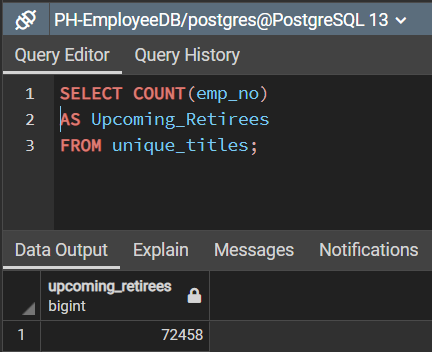 PH-EmployeeDB/postgres@PostgreSQL 13
Query Editor Query History
1 SELECT COUNT(emp_no)
2 AS Upcoming_Retirees
3 FROM unique_titles;
Data Output Explain Messages Notifications
upcoming_retirees
bigint
1 72458